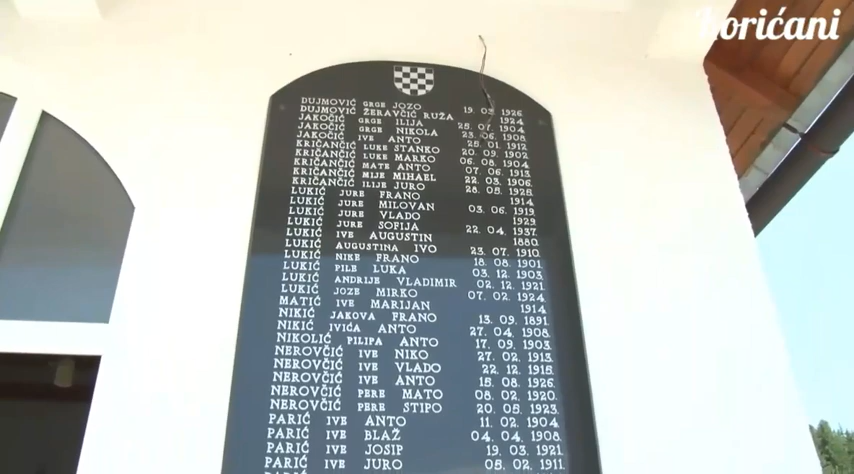 Korićani
DUJMOVIĆ GRGE JOZO 19. 03. 1926
DUJMOVIĆ ŽERAVČIĆ RUŽA 1924
JAKOČIĆ GRGE ILIJA 25. 07. 1904
JAKOČIĆ GRGE NIKOLA 23. 06. 1908
JAKOČIĆ IVE ANTO 28. 01. 1912
KRIČANČIĆ LUKE STANKO 20. 09. 1902.
KRIČANČIĆ LUKE MARKO 06. 08. 1904
KRIČANČIĆ MATE ANTO 07. 06. 1913.
KRIČANČIĆ MIJE MIHAEL 22. 03. 1906.
KRIČANČIĆ ILIJE JURO 28. 05. 1928
LUKIĆ JURE FRANO 1914.
LUKIĆ JURE MILOVAN 03. 06. 1919.
LUKIĆ JURE VLADO 1929.
LUKIĆ JURE SOFIJA 22. 04. 1937.
LUKIĆ IVE AUGUSTIN 1880.
LUKIĆ AUGUSTINA IVO 23. 07. 1910.
LUKIĆ NIKE FRANO 18. 08. 1901.
LUKIĆ PILE LUKA 03. 12. 1903.
LUKIĆ ANDRIJE VLADIMIR 02. 12. 1921.
LUKIĆ JOZE MIRKO 07. 02. 1924.
MATIĆ IVE MARIJAN 1914.
NIKIĆ JAKOVA FRANO 13. 09. 1891.
NIKIĆ IVICA ANTO 27. 04. 1908.
NIKOLIĆ PILIPA ANTO 17. 09. 1903.
NEROVČIĆ IVE NIKO 27. 02. 1913.
NEROVČIĆ IVE VLADO 22. 12. 1915.
NEROVČIĆ IVE ANTO 15. 08. 1926.
NEROVČIĆ PERE MATO 08. 02. 1920.
NEROVČIĆ PERE STIPO 20. 05. 1923.
PARIĆ IVE ANTO 11. 02. 1904.
PARIĆ IVE BLAŽ 04. 04. 1908.
PARIĆ IVE JOSIP 19. 03. 1921.
PARIĆ IVE JURO 05. 02. 1911.